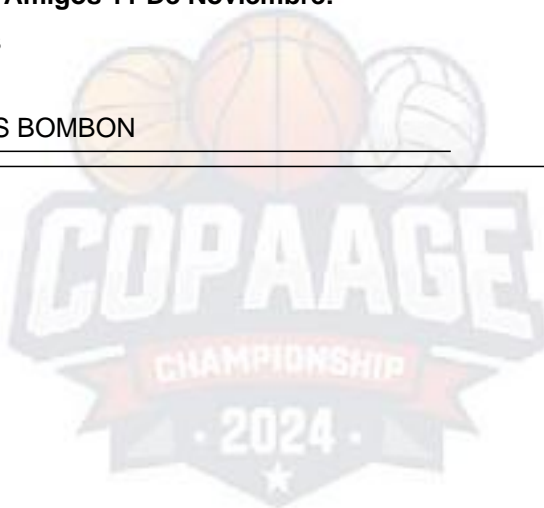 Amigos 11 De Noviembre.
S BOMBON
COPAAGE
CHAMPIONSHIP
· 2024 ·